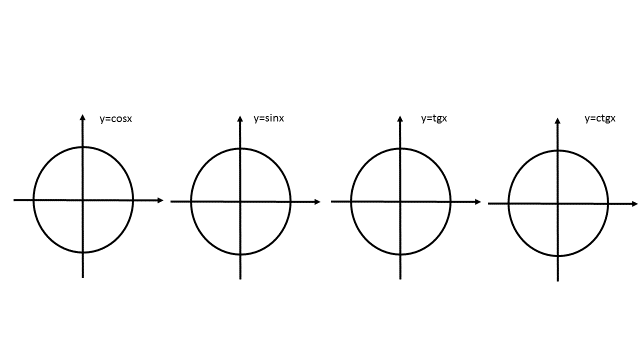 y=cosx
y=sinx
y=tgx
y=ctgx